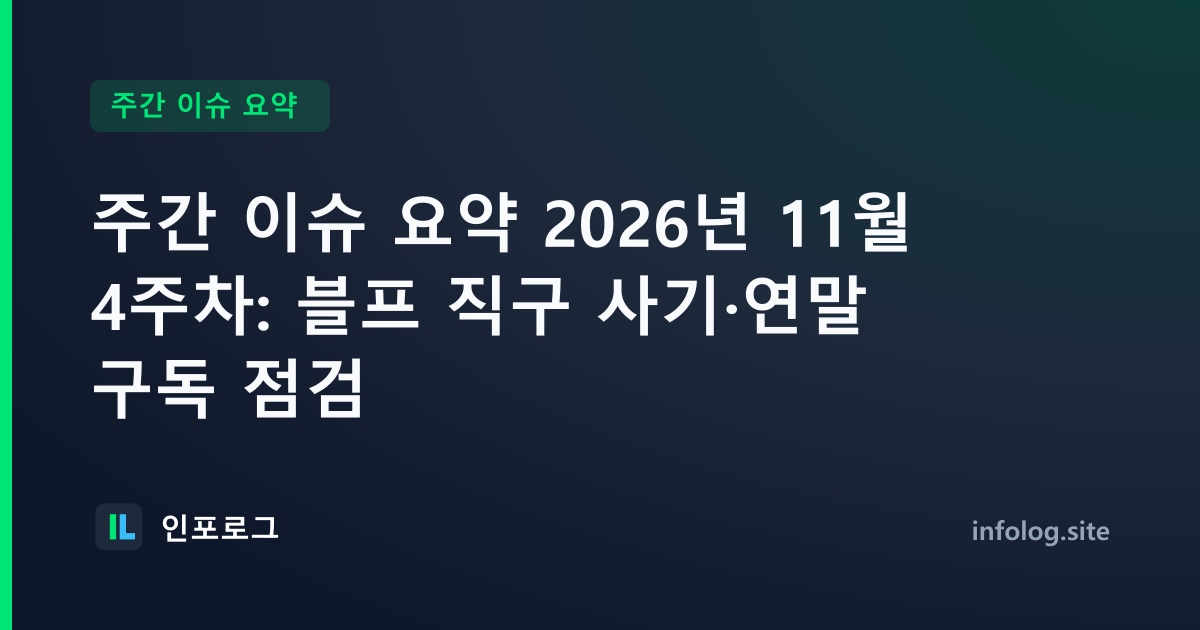 주간 이슈 요약
주간 이슈 요약 2026년 11월
4주차: 블프 직구 사기·연말
구독 점검
IL 인포로그
infolog.site